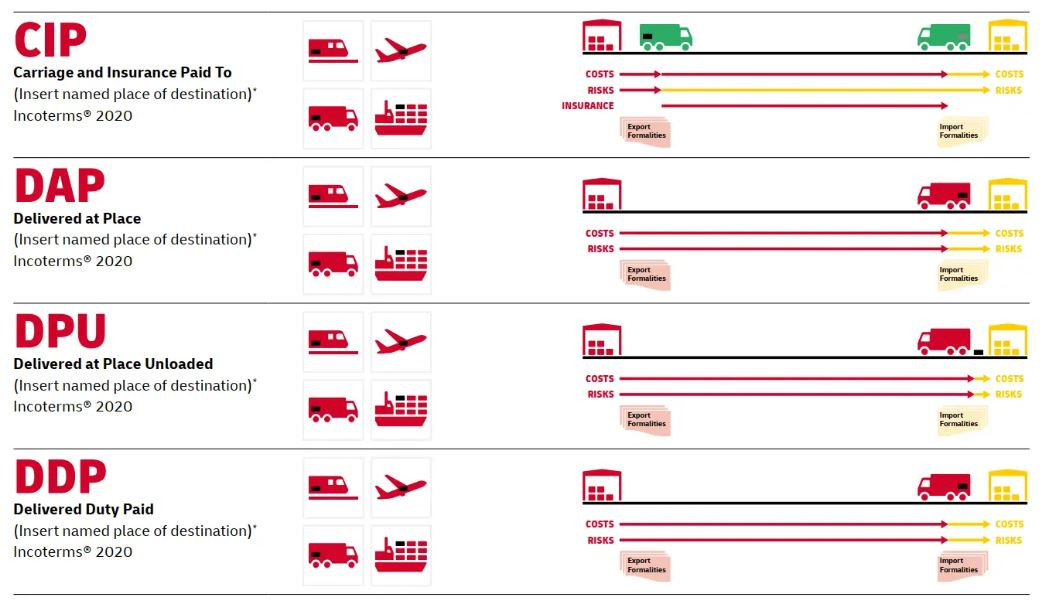 CIP
Carriage and Insurance Paid To
(Insert named place of destination)*
Incoterms® 2020
COSTS COSTS
RISKS RISKS
INSURANCE
Export
Formalities
Import
Formalities
DAP
Delivered at Place
(Insert named place of destination)*
Incoterms® 2020
COSTS COSTS
RISKS RISKS
Export
Formalities
Import
Formalities
DPU
Delivered at Place Unloaded
(Insert named place of destination)*
Incoterms® 2020
COSTS COSTS
RISKS RISKS
Export
Formalities
Import
Formalities
DDP
Delivered Duty Paid
(Insert named place of destination)*
Incoterms® 2020
COSTS COSTS
RISKS RISKS
Export
Formalities
Import
Formalities